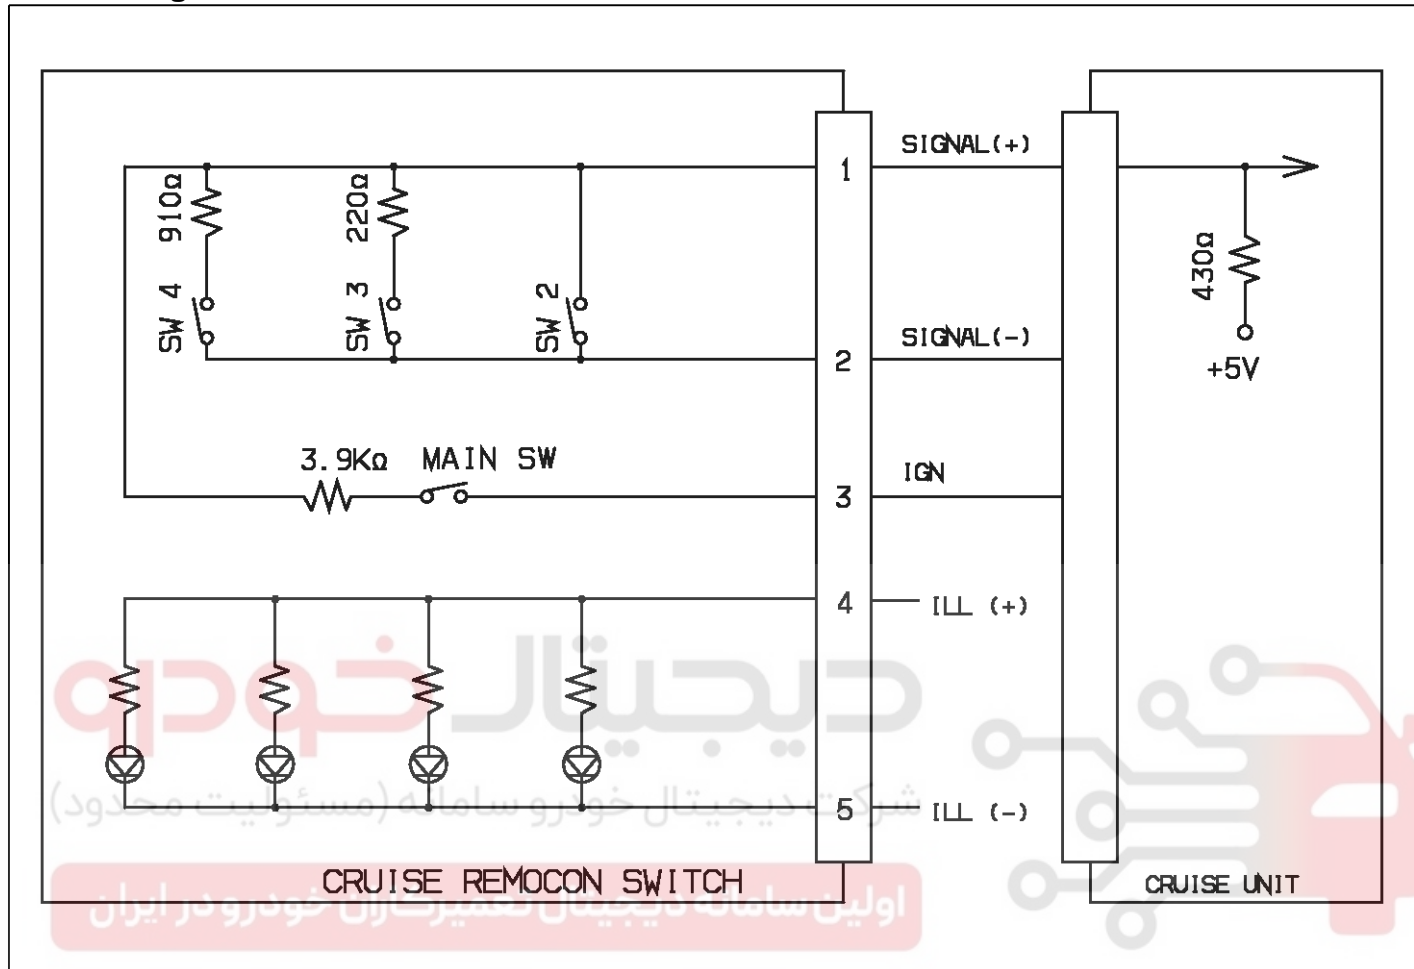 1
SIGNAL(+)
910Ω
220Ω
430Ω
SW 4
SW 3
SW 2
2
SIGNAL(-)
+5V
3.9KΩ
MAIN SW
3
IGN
4
ILL (+)
دیجیتال خودرو
شرکت دیجیتال خودرو سامانه (مسئولیت محدود)
5
ILL (-)
CRUISE REMOCON SWITCH
CRUISE UNIT
اولین سامانه دیجیتال تعمیرکاران خودرو در ایران